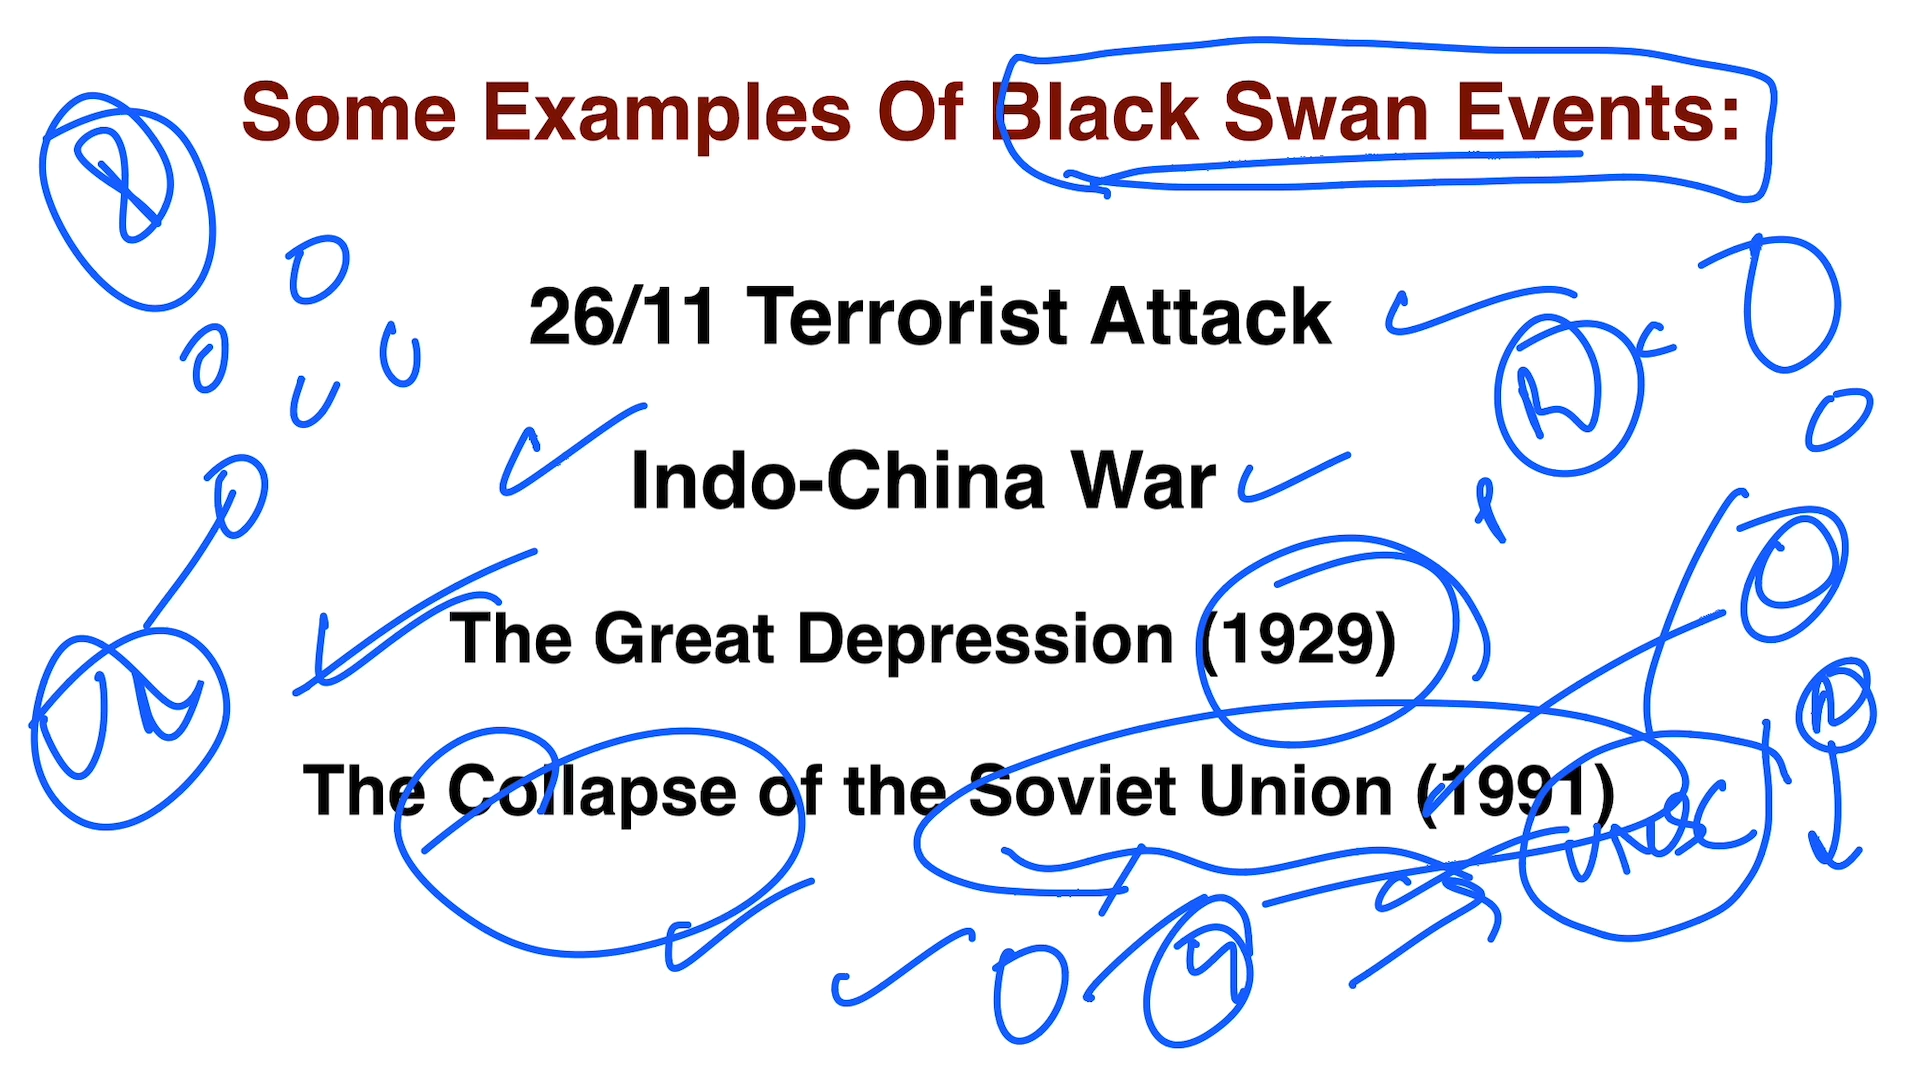 Some Examples Of Black Swan Events:
26/11 Terrorist Attack
Indo-China War
The Great Depression (1929)
The Collapse of the Soviet Union (1991)